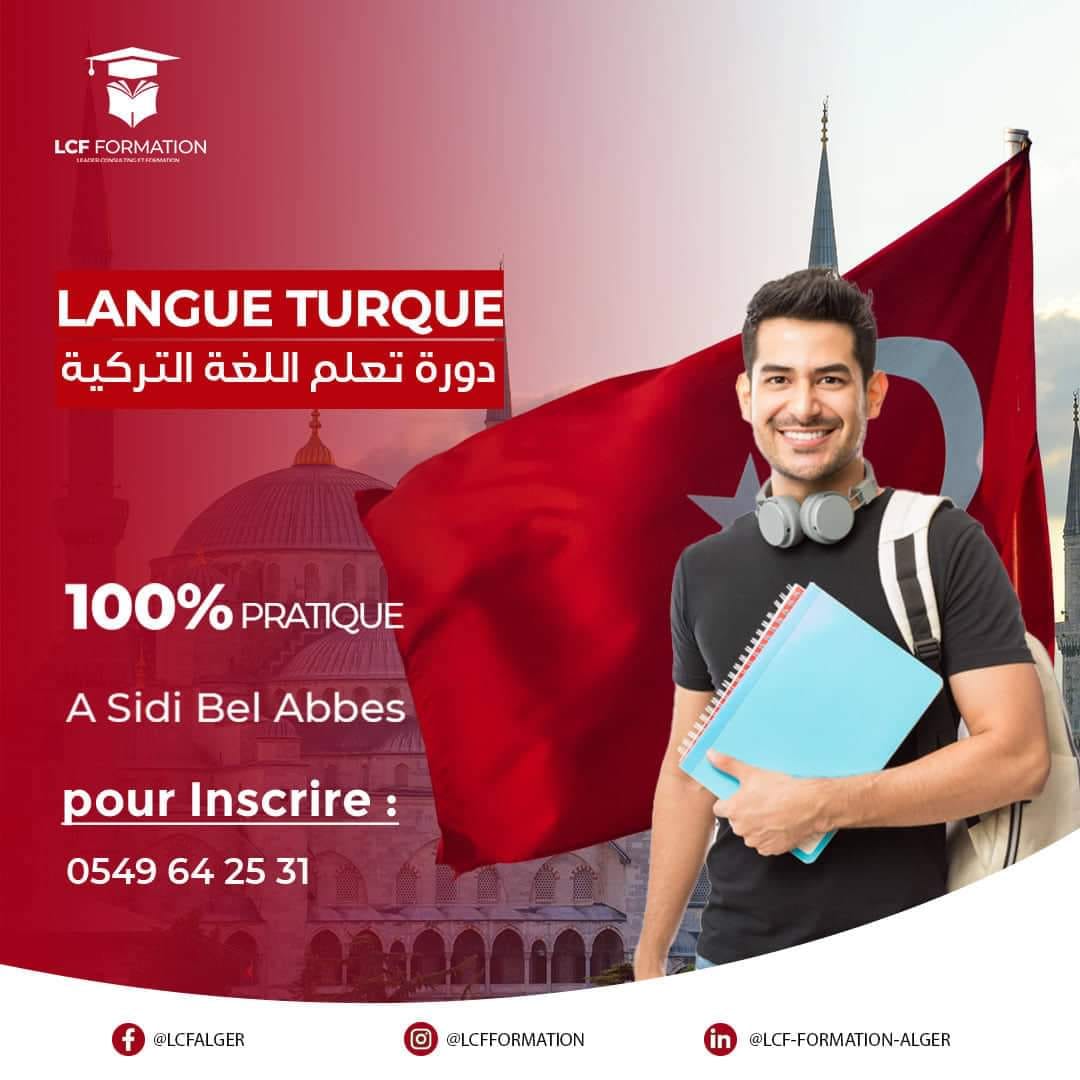 LCF FORMATION
LEADER CONSULTING ET FORMATION
LANGUE TURQUE
دورة تعلم اللغة التركية
100% PRATIQUE
A Sidi Bel Abbes
pour Inscrire :
0549 64 25 31
@LCFALGER
@LCFFORMATION
@LCF-FORMATION-ALGER